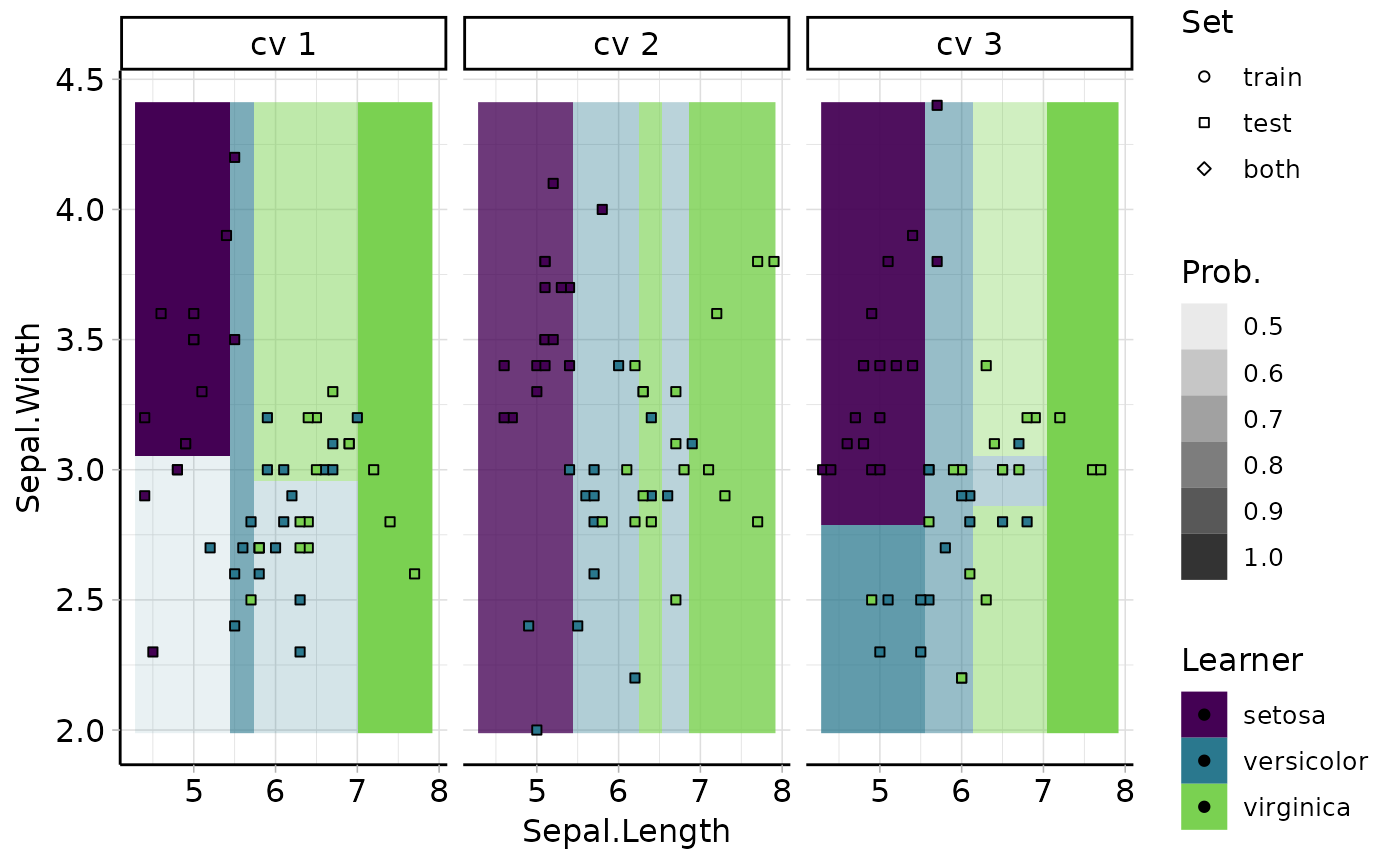 cv 1
cv 2
cv 3
4.5
4.0
3.5
3.0
2.5
2.0
Sepal.Width
5 6 7 8
5 6 7 8
5 6 7 8
Sepal.Length
Set
train
test
both
Prob.
0.5
0.6
0.7
0.8
0.9
1.0
Learner
setosa
versicolor
virginica